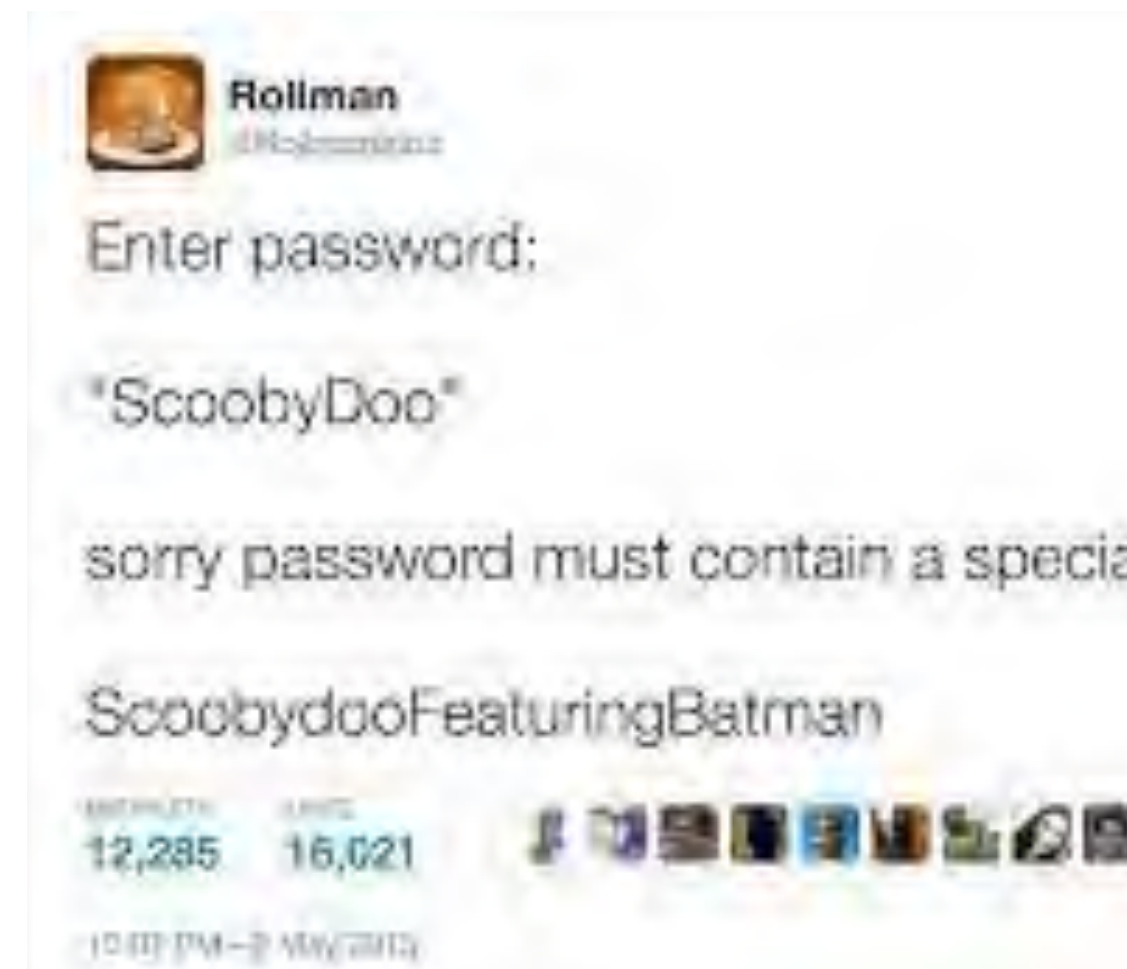 Rollman
Enter password:
*ScoobyDoo*
sorry password must contain a specia
ScoobydooFeaturingBatman
12,285 16,021